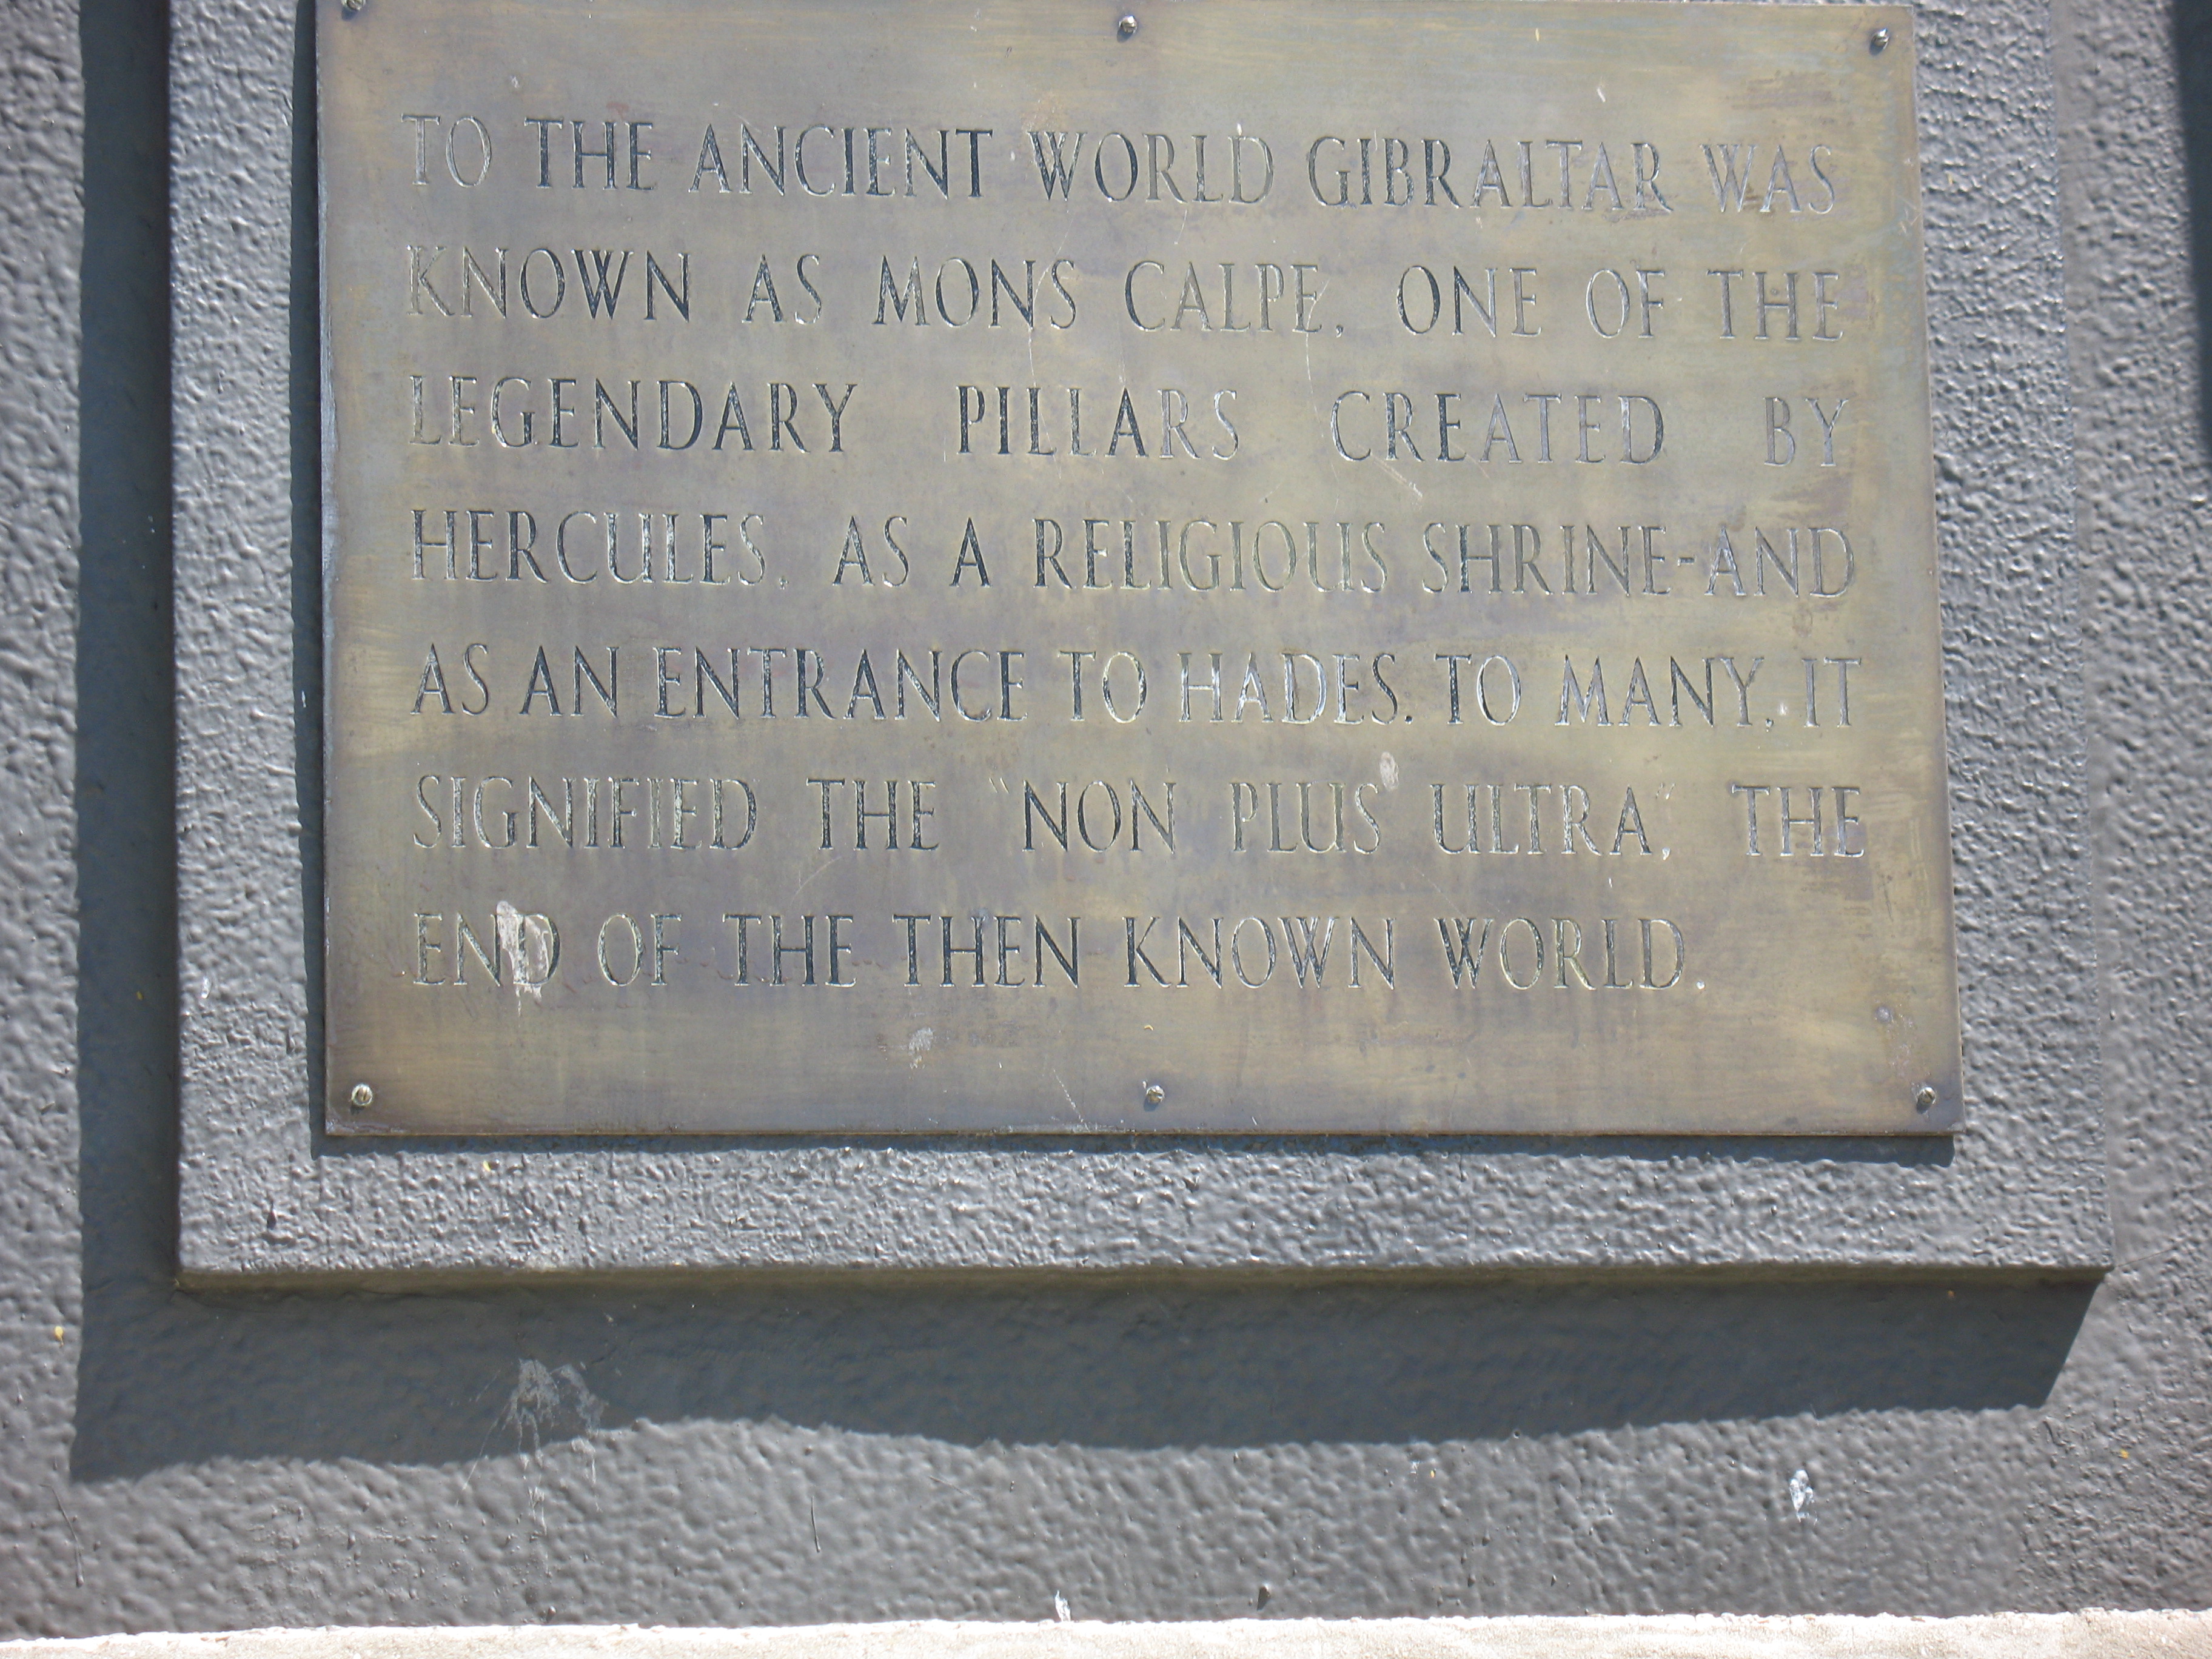 TO THE ANCIENT WORLD GIBRALTAR WAS
KNOWN AS MONS CALPE, ONE OF THE
LEGENDARY PILLARS CREATED BY
HERCULES, AS A RELIGIOUS SHRINE-AND
AS AN ENTRANCE TO HADES. TO MANY, IT
SIGNIFIED THE "NON PLUS ULTRA", THE
END OF THE THEN KNOWN WORLD.